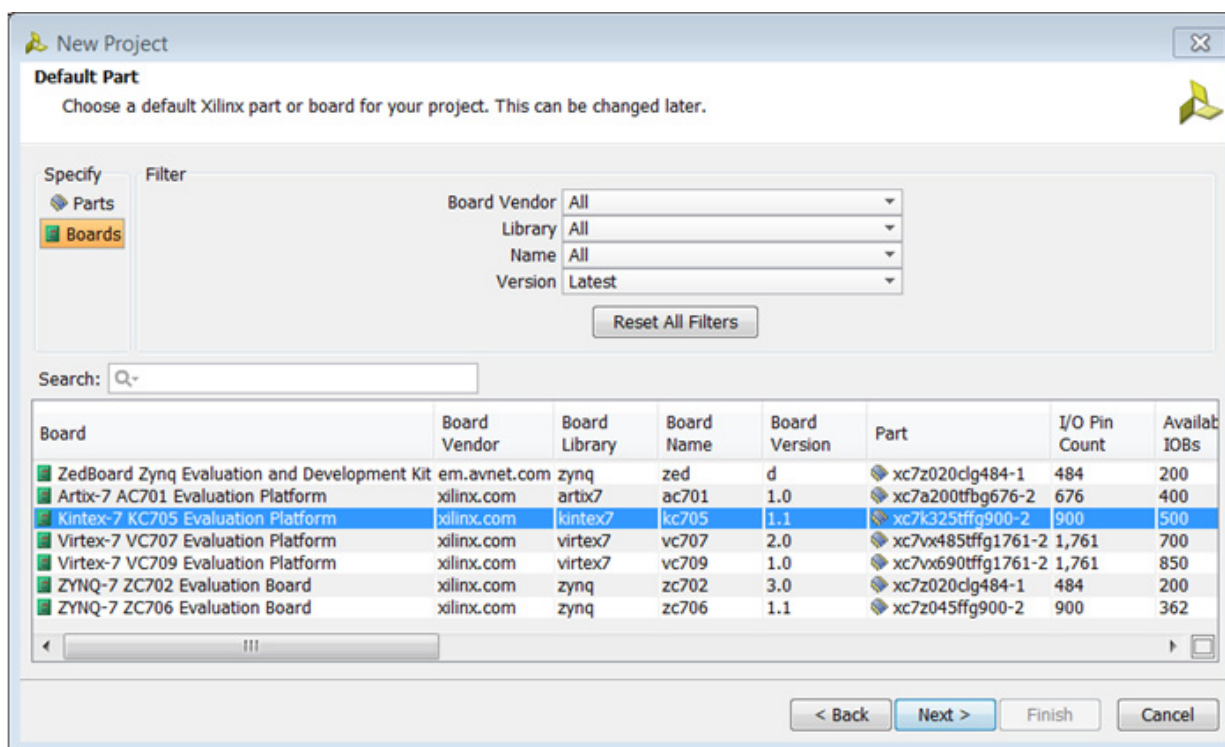 New Project
Default Part
Choose a default Xilinx part or board for your project. This can be changed later.
Specify
Filter
Parts
Boards
Board Vendor All
Library All
Name All
Version Latest
Reset All Filters
Search:
Board Board Vendor Board Library Board Name Board Version Part I/O Pin Count Availab IOBs
ZedBoard Zynq Evaluation and Development Kit em.avnet.com zynq zed d xc7z020clg484-1 484 200
Artix-7 AC701 Evaluation Platform xilinx.com artix7 ac701 1.0 xc7a200tfbg676-2 676 400
Kintex-7 KC705 Evaluation Platform xilinx.com kintex7 kc705 1.1 xc7k325tffg900-2 900 500
Virtex-7 VC707 Evaluation Platform xilinx.com virtex7 vc707 2.0 xc7vx485tffg1761-2 1,761 700
Virtex-7 VC709 Evaluation Platform xilinx.com virtex7 vc709 1.0 xc7vx690tffg1761-2 1,761 850
ZYNQ-7 ZC702 Evaluation Board xilinx.com zynq zc702 3.0 xc7z020clg484-1 484 200
ZYNQ-7 ZC706 Evaluation Board xilinx.com zynq zc706 1.1 xc7z045ffg900-2 900 362
< Back Next > Finish Cancel